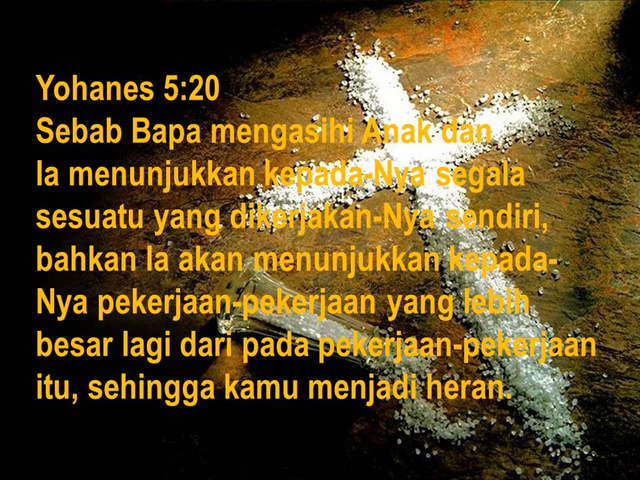 Yohanes 5:20
Sebab Bapa mengasihi Anak dan
Ia menunjukkan kepada-Nya segala
sesuatu yang dikerjakan-Nya sendiri,
bahkan Ia akan menunjukkan kepada-
Nya pekerjaan-pekerjaan yang lebih
besar lagi dari pada pekerjaan-pekerjaan
itu, sehingga kamu menjadi heran.